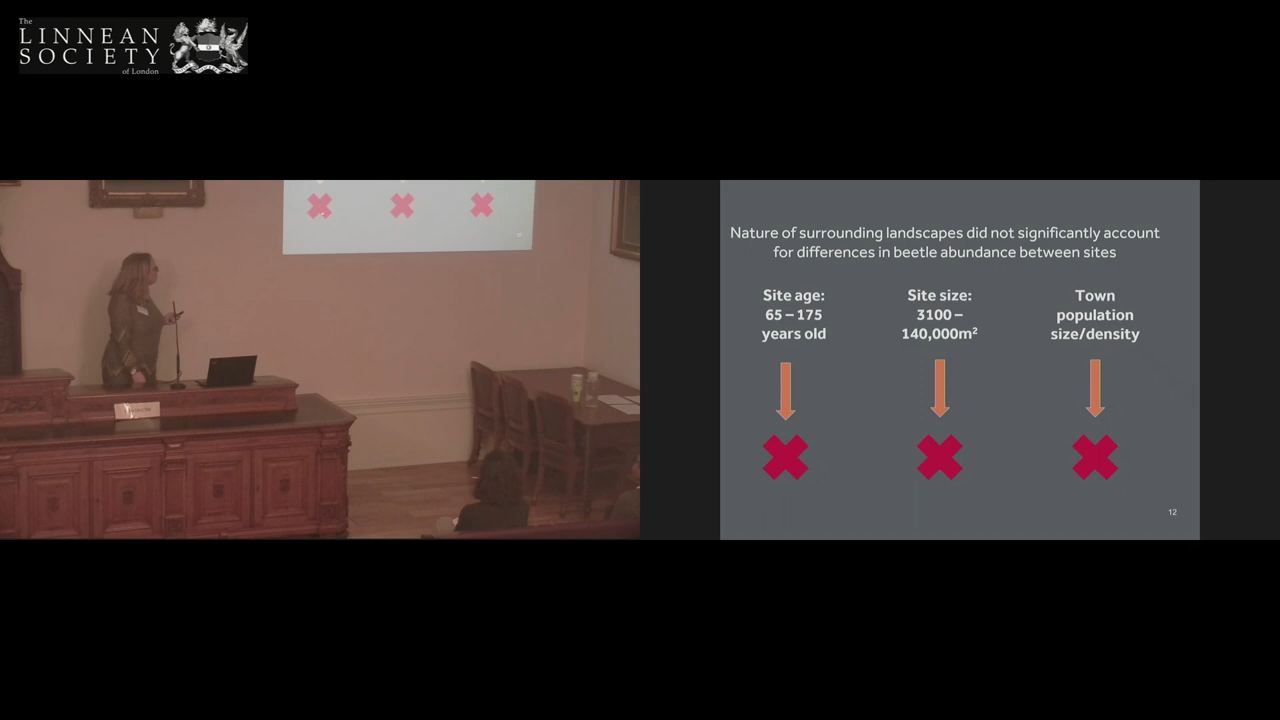 The
LINNEAN
SOCIETY
of London
Nature of surrounding landscapes did not significantly account
for differences in beetle abundance between sites
Site age:
65 – 175
years old
Site size:
3100 –
140,000m²
Town
population
size/density
12